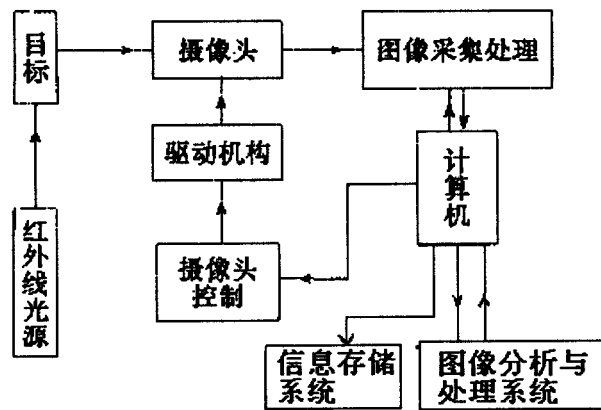 目标
摄像头
图像采集处理
驱动机构
计算机
红外线光源
摄像头
控制
信息存储
系统
图像分析与
处理系统